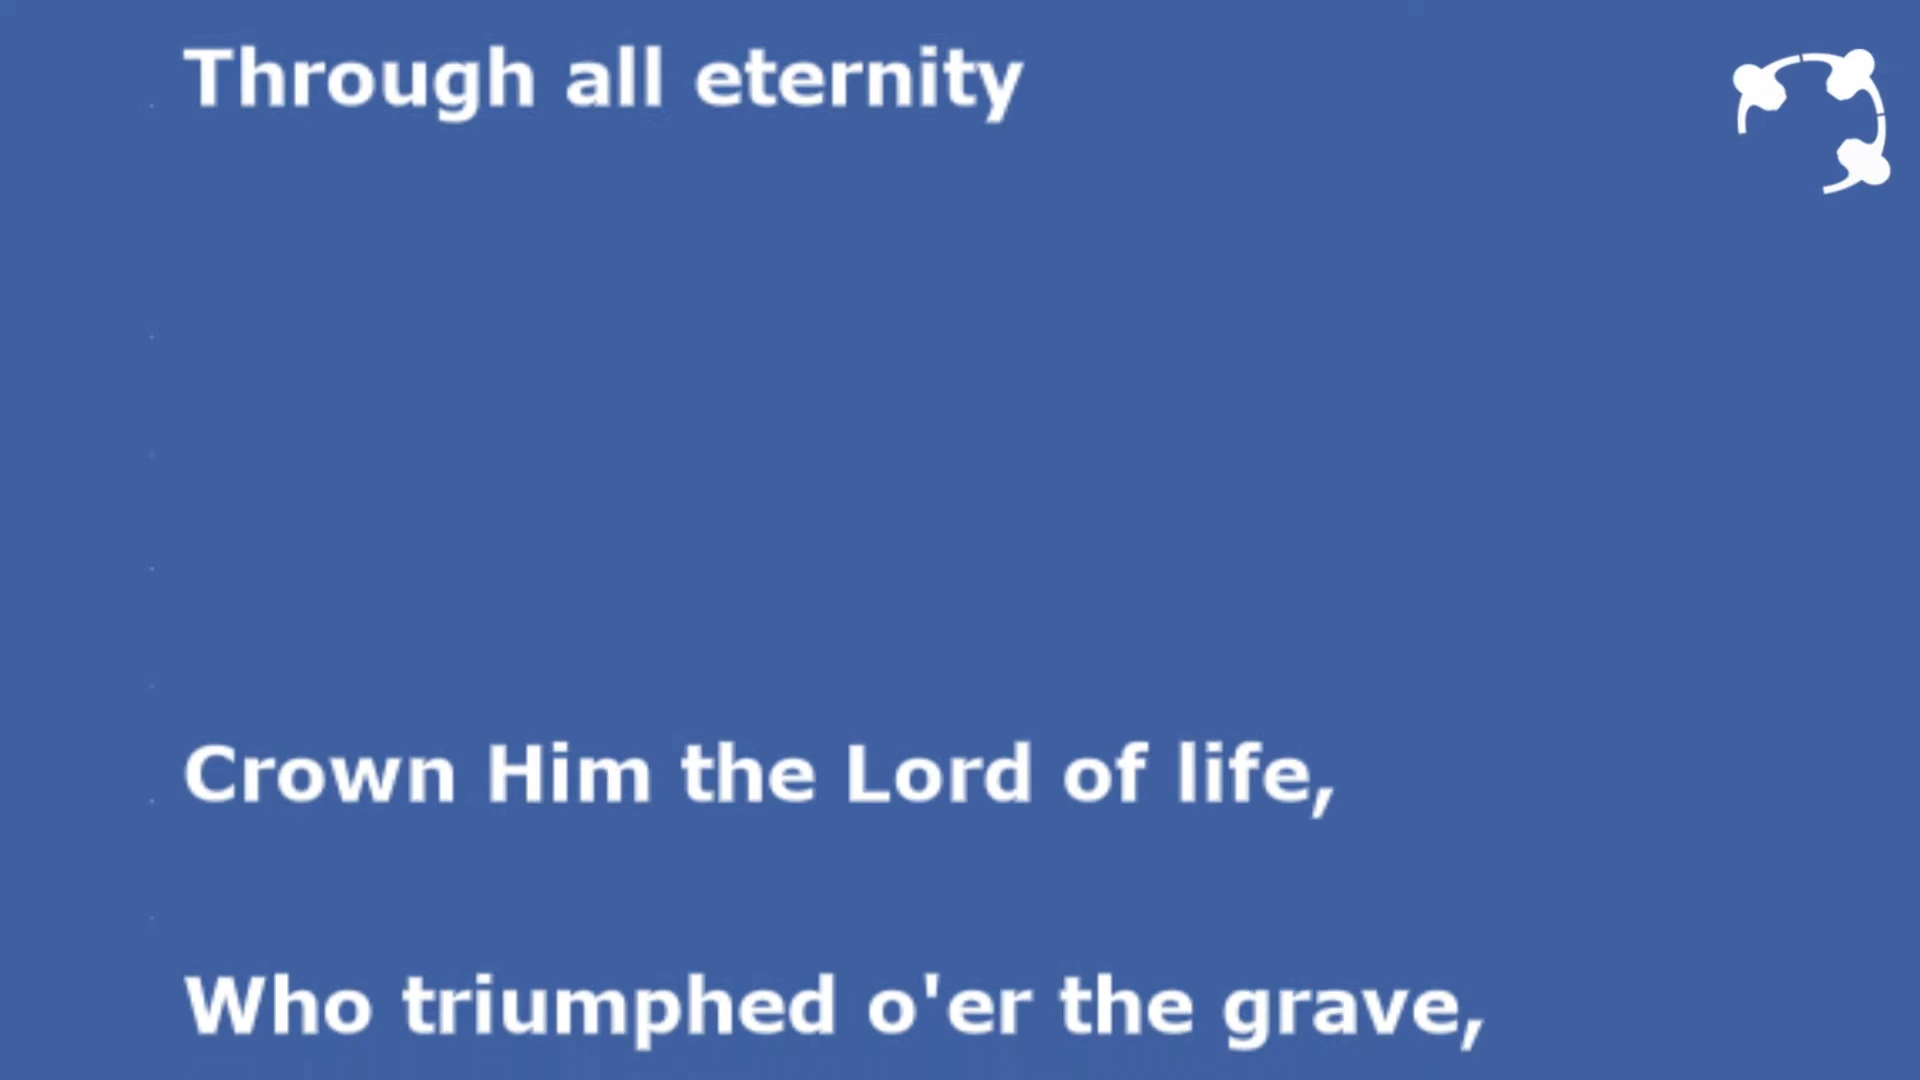 Through all eternity
Crown Him the Lord of life,
Who triumphed o'er the grave,